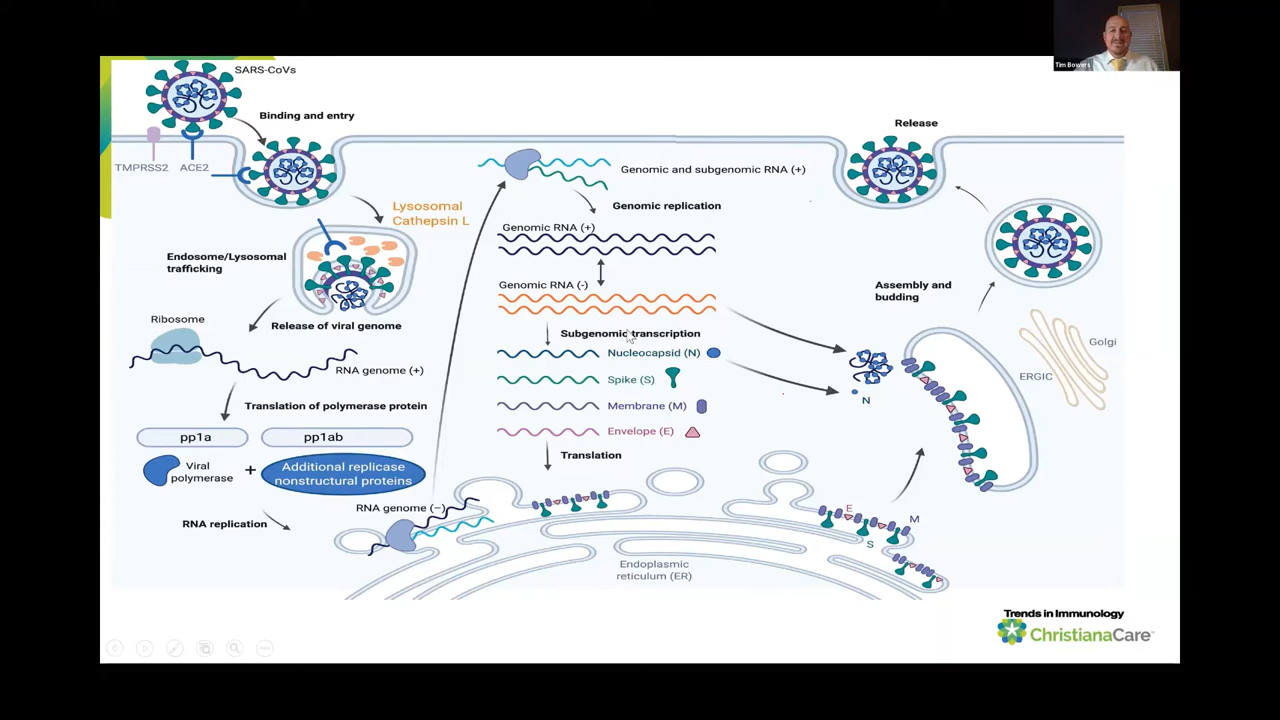 Tim Bowers
SARS-CoVs
Binding and entry
TMPRSS2
ACE2
Lysosomal
Cathepsin L
Endosome/Lysosomal
trafficking
Release of viral genome
Ribosome
RNA genome (+)
Translation of polymerase protein
pp1a
pp1ab
Viral
polymerase
+
Additional replicase
nonstructural proteins
RNA replication
RNA genome (−)
Genomic and subgenomic RNA (+)
Genomic replication
Genomic RNA (+)
Genomic RNA (-)
Subgenomic transcription
Nucleocapsid (N)
Spike (S)
Membrane (M)
Envelope (E)
Translation
Endoplasmic
reticulum (ER)
E
M
S
N
Assembly and
budding
ERGIC
Golgi
Release
Trends in Immunology
ChristianaCare™